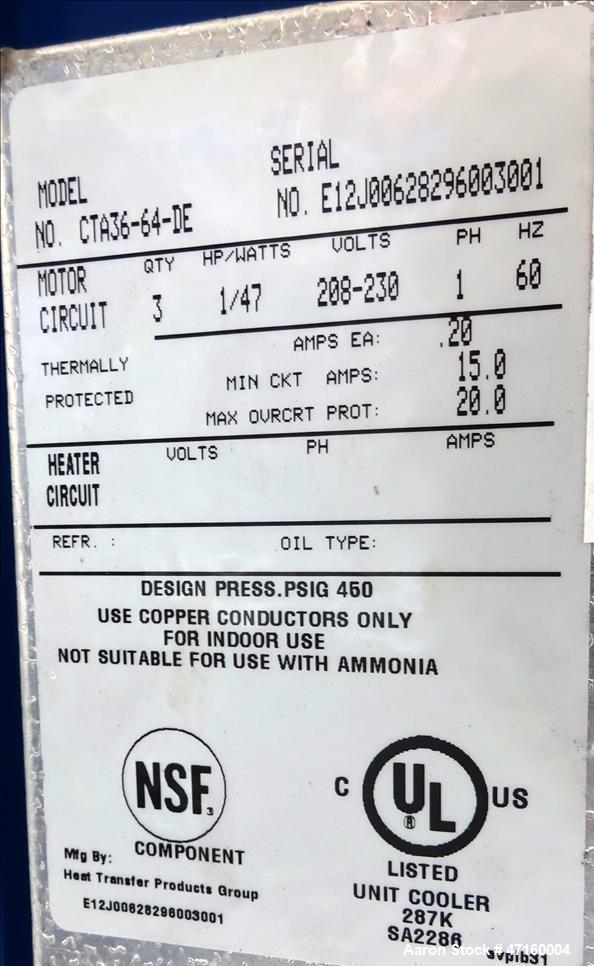 MODEL
NO. CTA36-64-DE
SERIAL
NO. E12J00628296003001
MOTOR
CIRCUIT
QTY HP/WATTS VOLTS PH HZ
3 1/47 208-230 1 60
THERMALLY
PROTECTED
AMPS EA: .20
MIN CKT AMPS: 15.0
MAX OVRCRT PROT: 20.0
HEATER
CIRCUIT
VOLTS PH AMPS
REFR. : OIL TYPE:
DESIGN PRESS.PSIG 450
USE COPPER CONDUCTORS ONLY
FOR INDOOR USE
NOT SUITABLE FOR USE WITH AMMONIA
NSF.
COMPONENT
Mfg By:
Heat Transfer Products Group
E12J00628296003001
C UL® US
LISTED
UNIT COOLER
287K
SA2286
Aaron Stock # 47160004